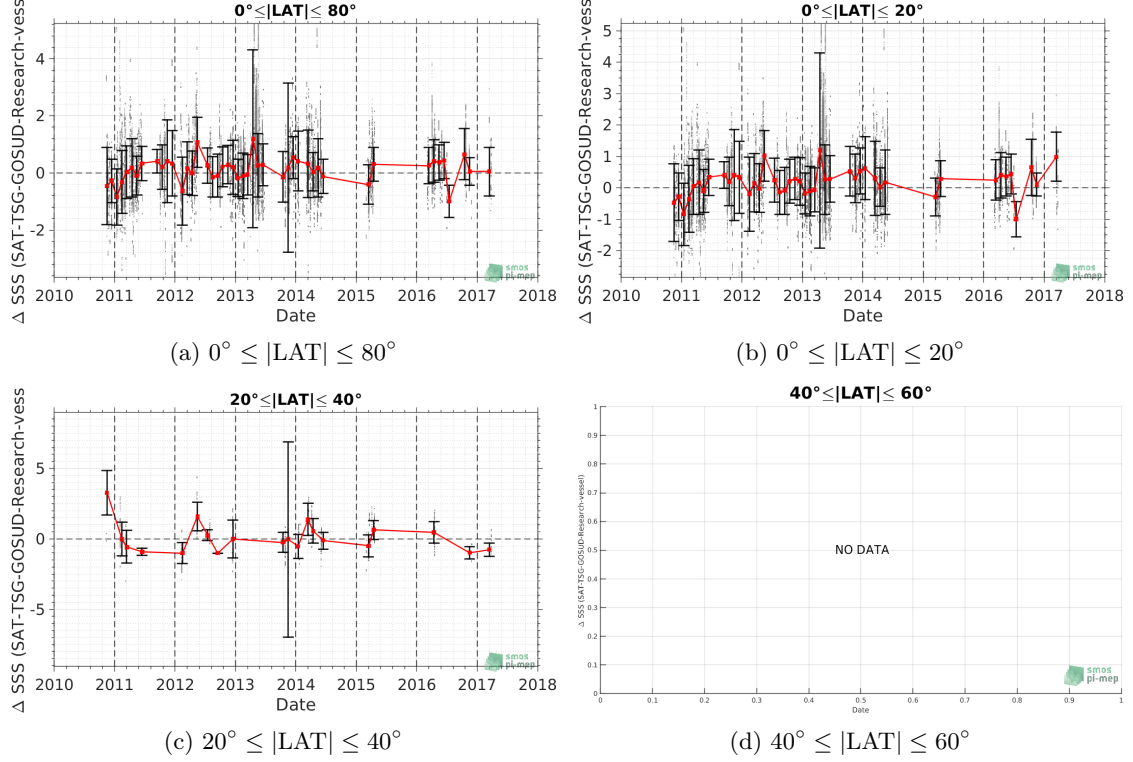 0°≤|LAT|≤ 80°
Δ SSS (SAT-TSG-GOSUD-Research-vess
4
2
0
-2
2010 2011 2012 2013 2014 2015 2016 2017 2018
Date
smos
pi-mep
(a) 0° ≤ |LAT| ≤ 80°
0°≤|LAT|≤ 20°
Δ SSS (SAT-TSG-GOSUD-Research-vess
5
4
3
2
1
0
-1
-2
2010 2011 2012 2013 2014 2015 2016 2017 2018
Date
smos
pi-mep
(b) 0° ≤ |LAT| ≤ 20°
20°≤|LAT|≤ 40°
Δ SSS (SAT-TSG-GOSUD-Research-vess
5
0
-5
2010 2011 2012 2013 2014 2015 2016 2017 2018
Date
smos
pi-mep
(c) 20° ≤ |LAT| ≤ 40°
40°≤|LAT|≤ 60°
Δ SSS (SAT-TSG-GOSUD-Research-vessel)
1
0.9
0.8
0.7
0.6
0.5
0.4
0.3
0.2
0.1
0
NO DATA
0 0.1 0.2 0.3 0.4 0.5 0.6 0.7 0.8 0.9 1
Date
smos
pi-mep
(d) 40° ≤ |LAT| ≤ 60°